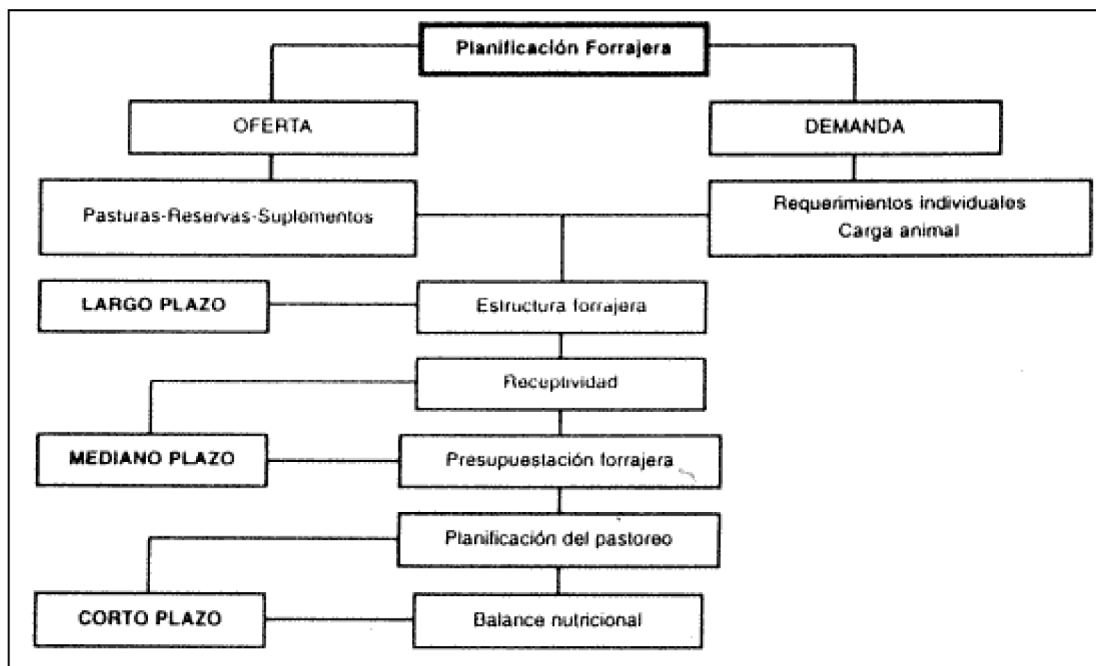 Planificación Forrajera
OFERTA
DEMANDA
Pasturas-Reservas-Suplementos
Requerimientos individuales
Carga animal
LARGO PLAZO
Estructura forrajera
Receptividad
MEDIANO PLAZO
Presupuestación forrajera
Planificación del pastoreo
CORTO PLAZO
Balance nutricional